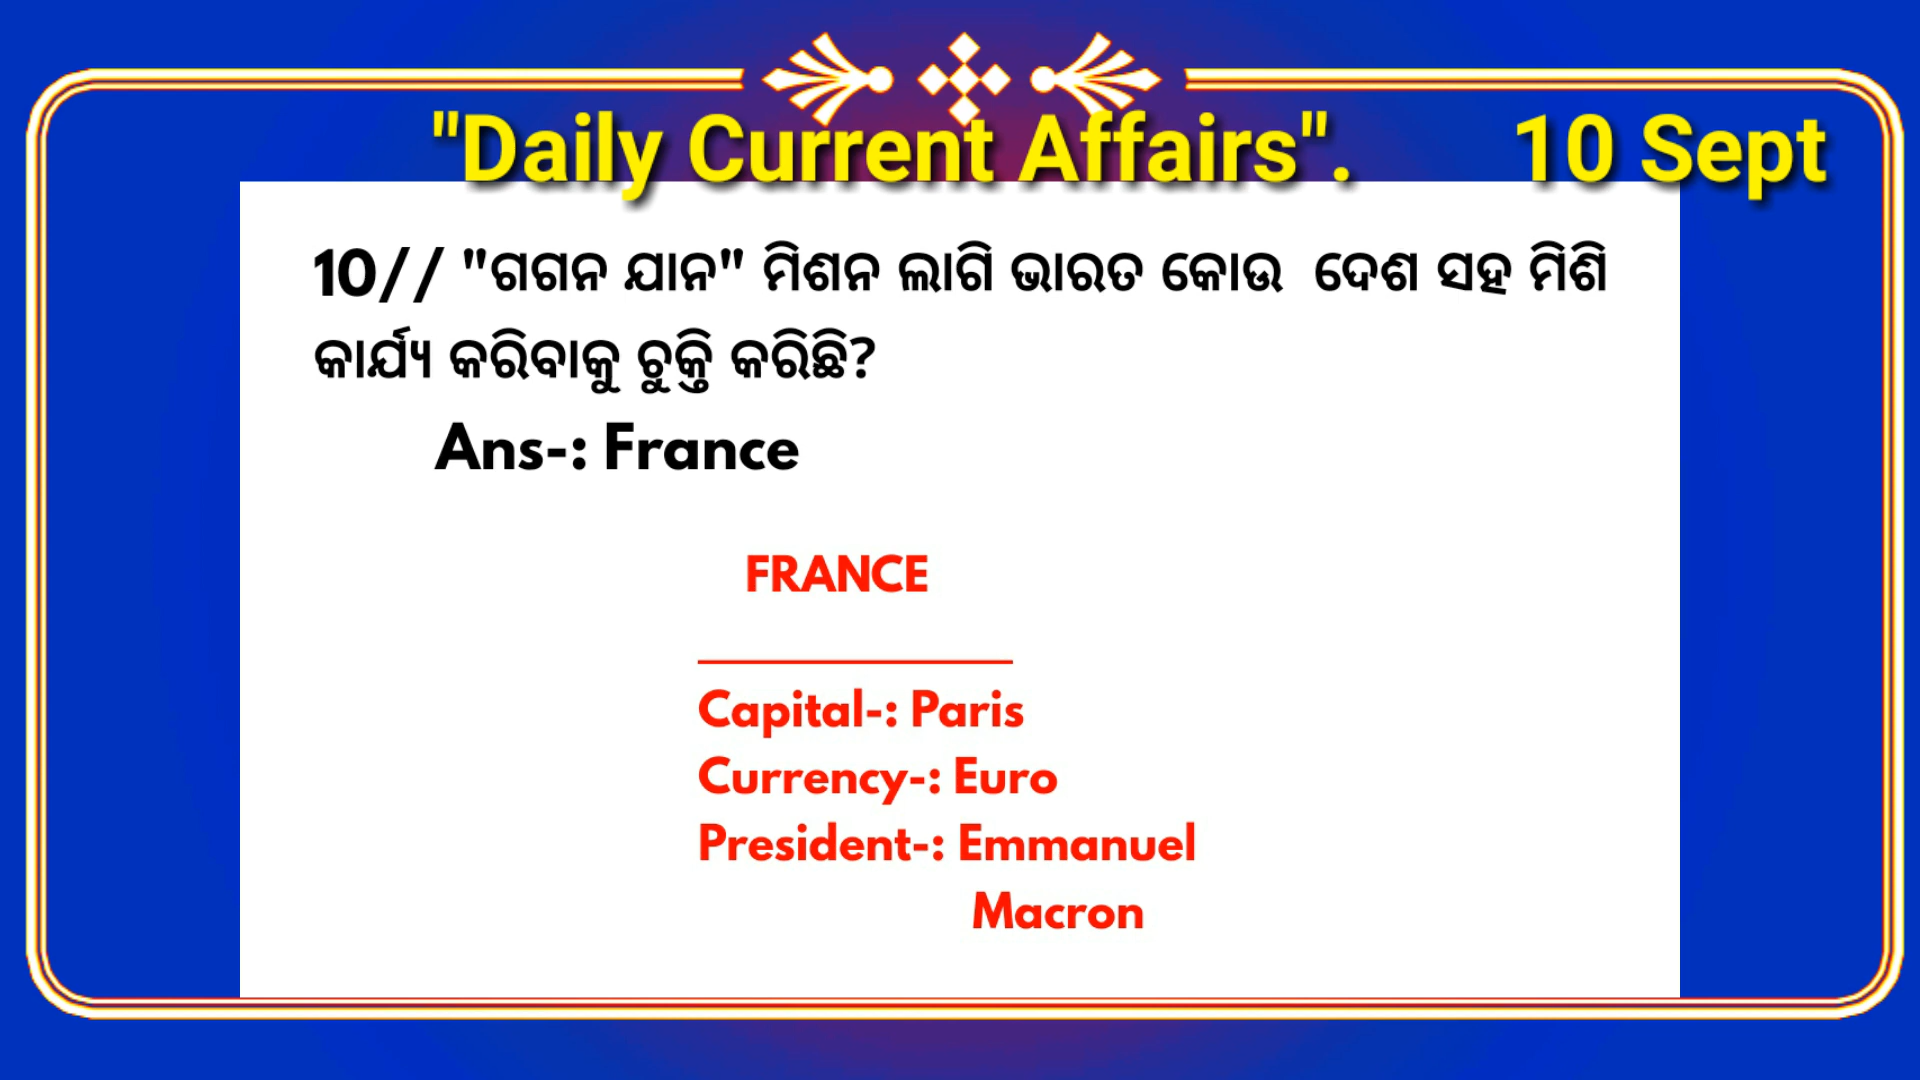 "Daily Current Affairs". 10 Sept
10// "ଗଗନ ଯାନ" ମିଶନ ଲାଗି ଭାରତ କୋଉ ଦେଶ ସହ ମିଶି
କାର୍ଯ୍ୟ କରିବାକୁ ଚୁକ୍ତି କରିଛି?
Ans-: France
FRANCE
Capital-: Paris
Currency-: Euro
President-: Emmanuel
Macron